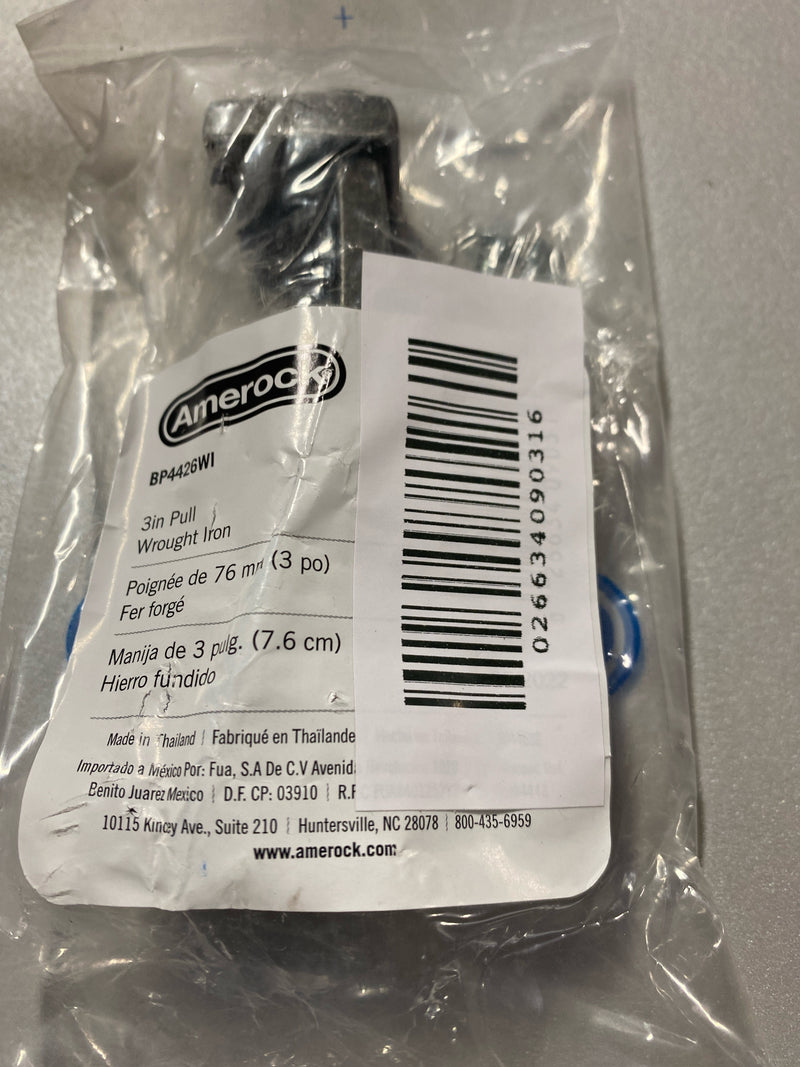 Amerock
BP4426WI
3in Pull
Wrought Iron
Poignée de 76 mm (3 po)
Fer forgé
Manija de 3 pulg. (7.6 cm)
Hierro fundido
Made in Thailand | Fabriqué en Thaïlande
Importado a México Por: Fua, S.A De C.V Avenid
Benito Juarez Mexico | D.F. CP: 03910 | R.F
10115 Kincey Ave., Suite 210 | Huntersville, NC 28078 | 800-435-6959
www.amerock.com
026634090316